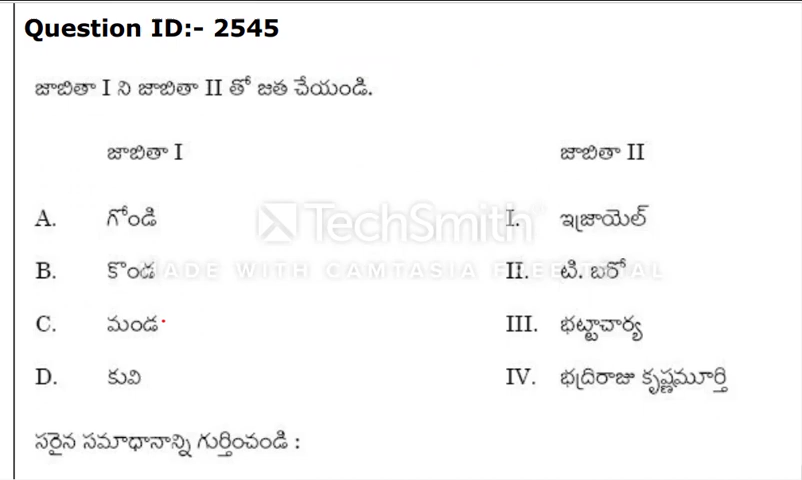 Question ID:- 2545
జాబితా I ని జాబితా II తో జత చేయండి.
జాబితా I జాబితా II
TechSmith
A. గోండి I. ఇజ్రాయెల్
MADE WITH CAMTASIA FREE TRIAL
B. కొండ II. టి. బరో
C. మండ III. భట్టాచార్య
D. కువి IV. భద్రిరాజు కృష్ణమూర్తి
సరైన సమాధానాన్ని గుర్తించండి :